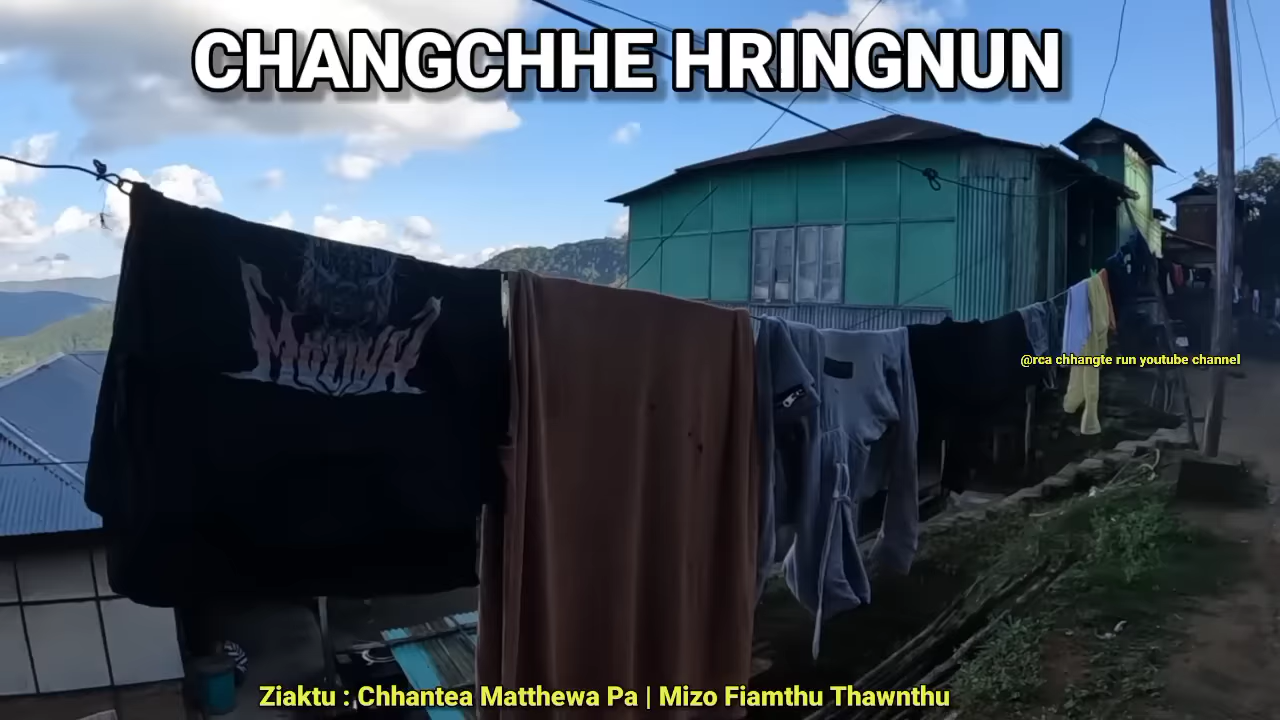 CHANGCHHE HRINGNUN
@rca chhangte run youtube channel
Ziaktu : Chhantea Matthewa Pa | Mizo Fiamthu Thawnthu